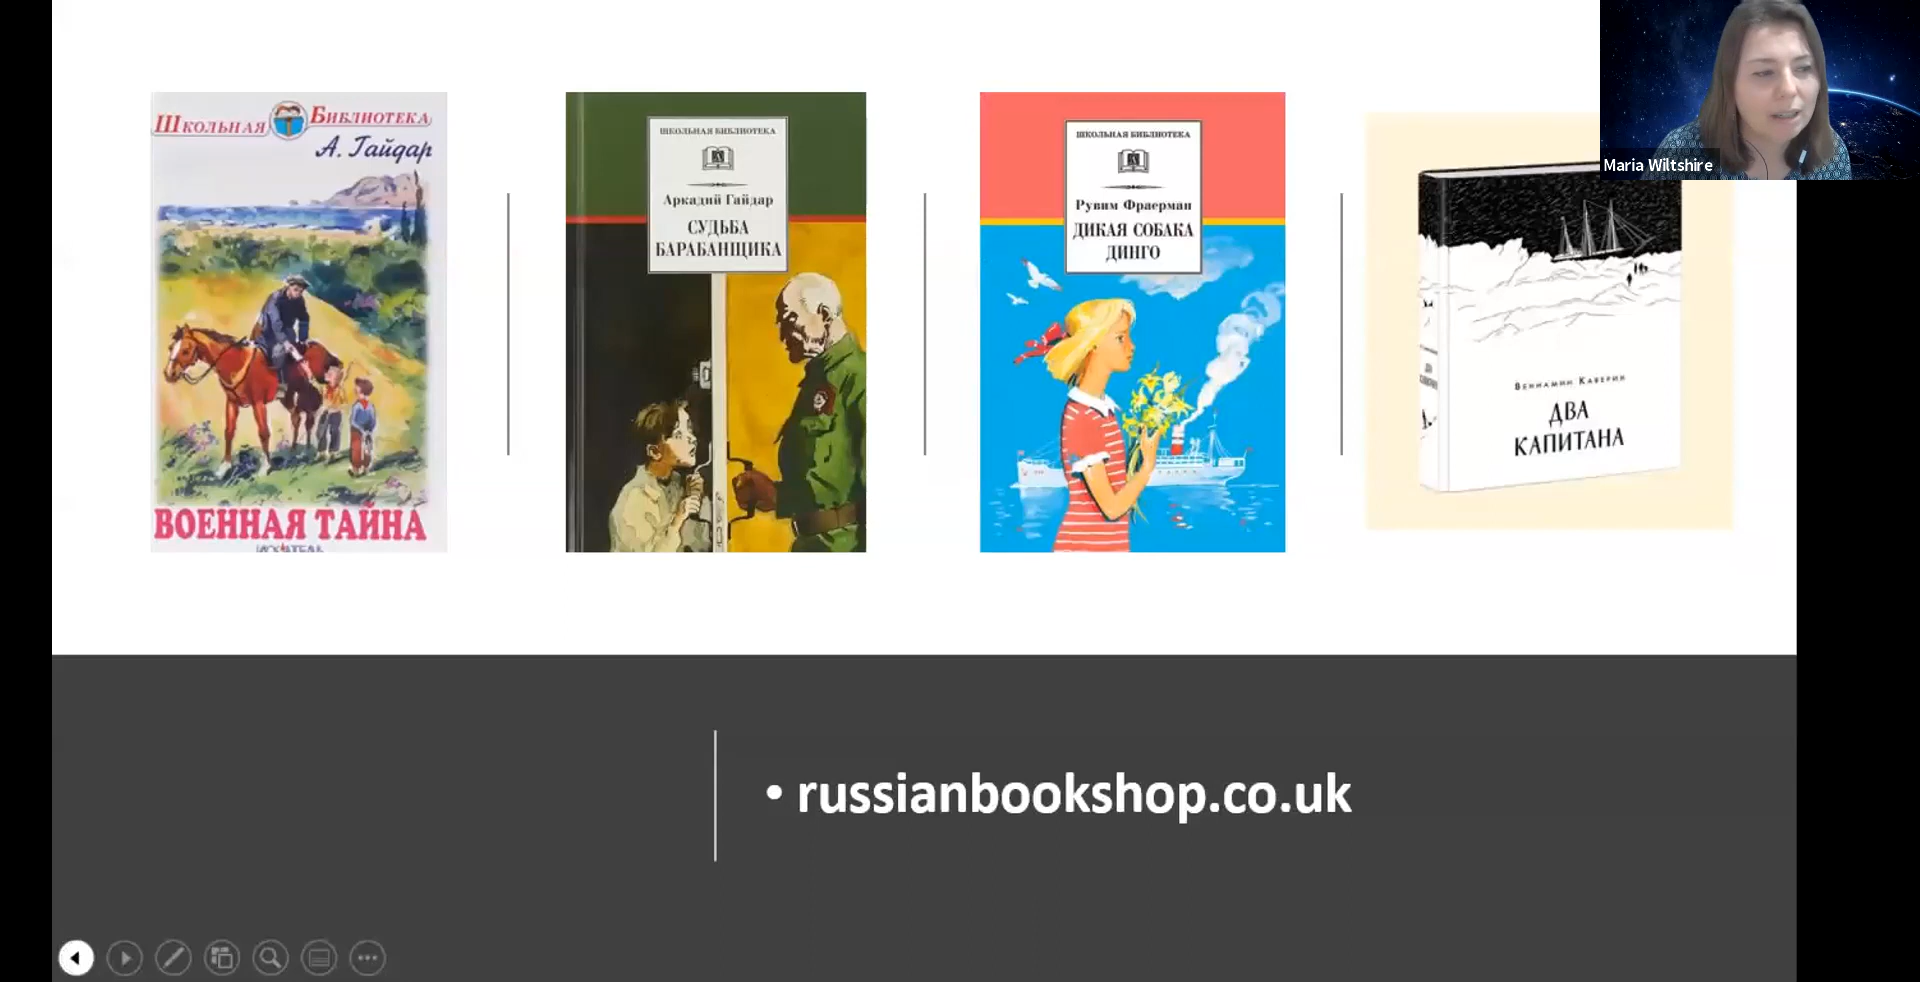 Школьная Библиотека
А. Гайдар
ВОЕННАЯ ТАЙНА
ИСКАТЕЛЬ
ШКОЛЬНАЯ БИБЛИОТЕКА
Аркадий Гайдар
СУДЬБА
БАРАБАНЩИКА
ШКОЛЬНАЯ БИБЛИОТЕКА
Рувим Фраерман
ДИКАЯ СОБАКА
ДИНГО
Вениамин Каверин
ДВА
КАПИТАНА
Maria Wiltshire
• russianbookshop.co.uk